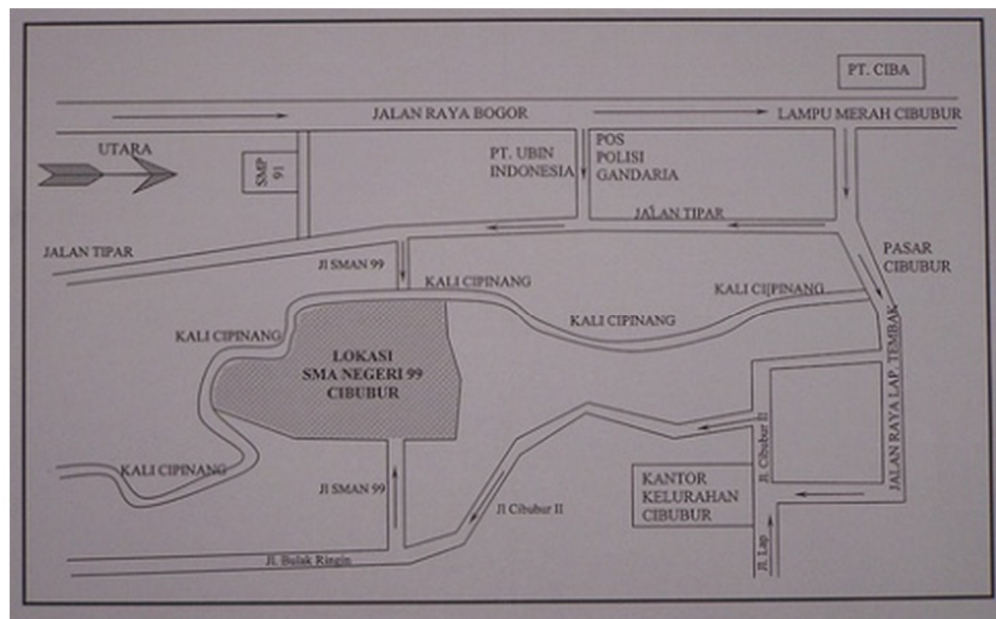 PT. CIBA
JALAN RAYA BOGOR
LAMPU MERAH CIBUBUR
UTARA
SMP
91
PT. UBIN
INDONESIA
POS
POLISI
GANDARIA
JALAN TIPAR
JALAN TIPAR
PASAR
CIBUBUR
Jl SMAN 99
KALI CIPINANG
KALI CIPINANG
KALI CIPINANG
KALI CIPINANG
LOKASI
SMA NEGERI 99
CIBUBUR
JALAN RAYA LAP. TEMBAK
Jl Cibubur II
KALI CIPINANG
Jl SMAN 99
KANTOR
KELURAHAN
CIBUBUR
Jl Cibubur II
Jl. Lap
Jl. Bulak Ringin